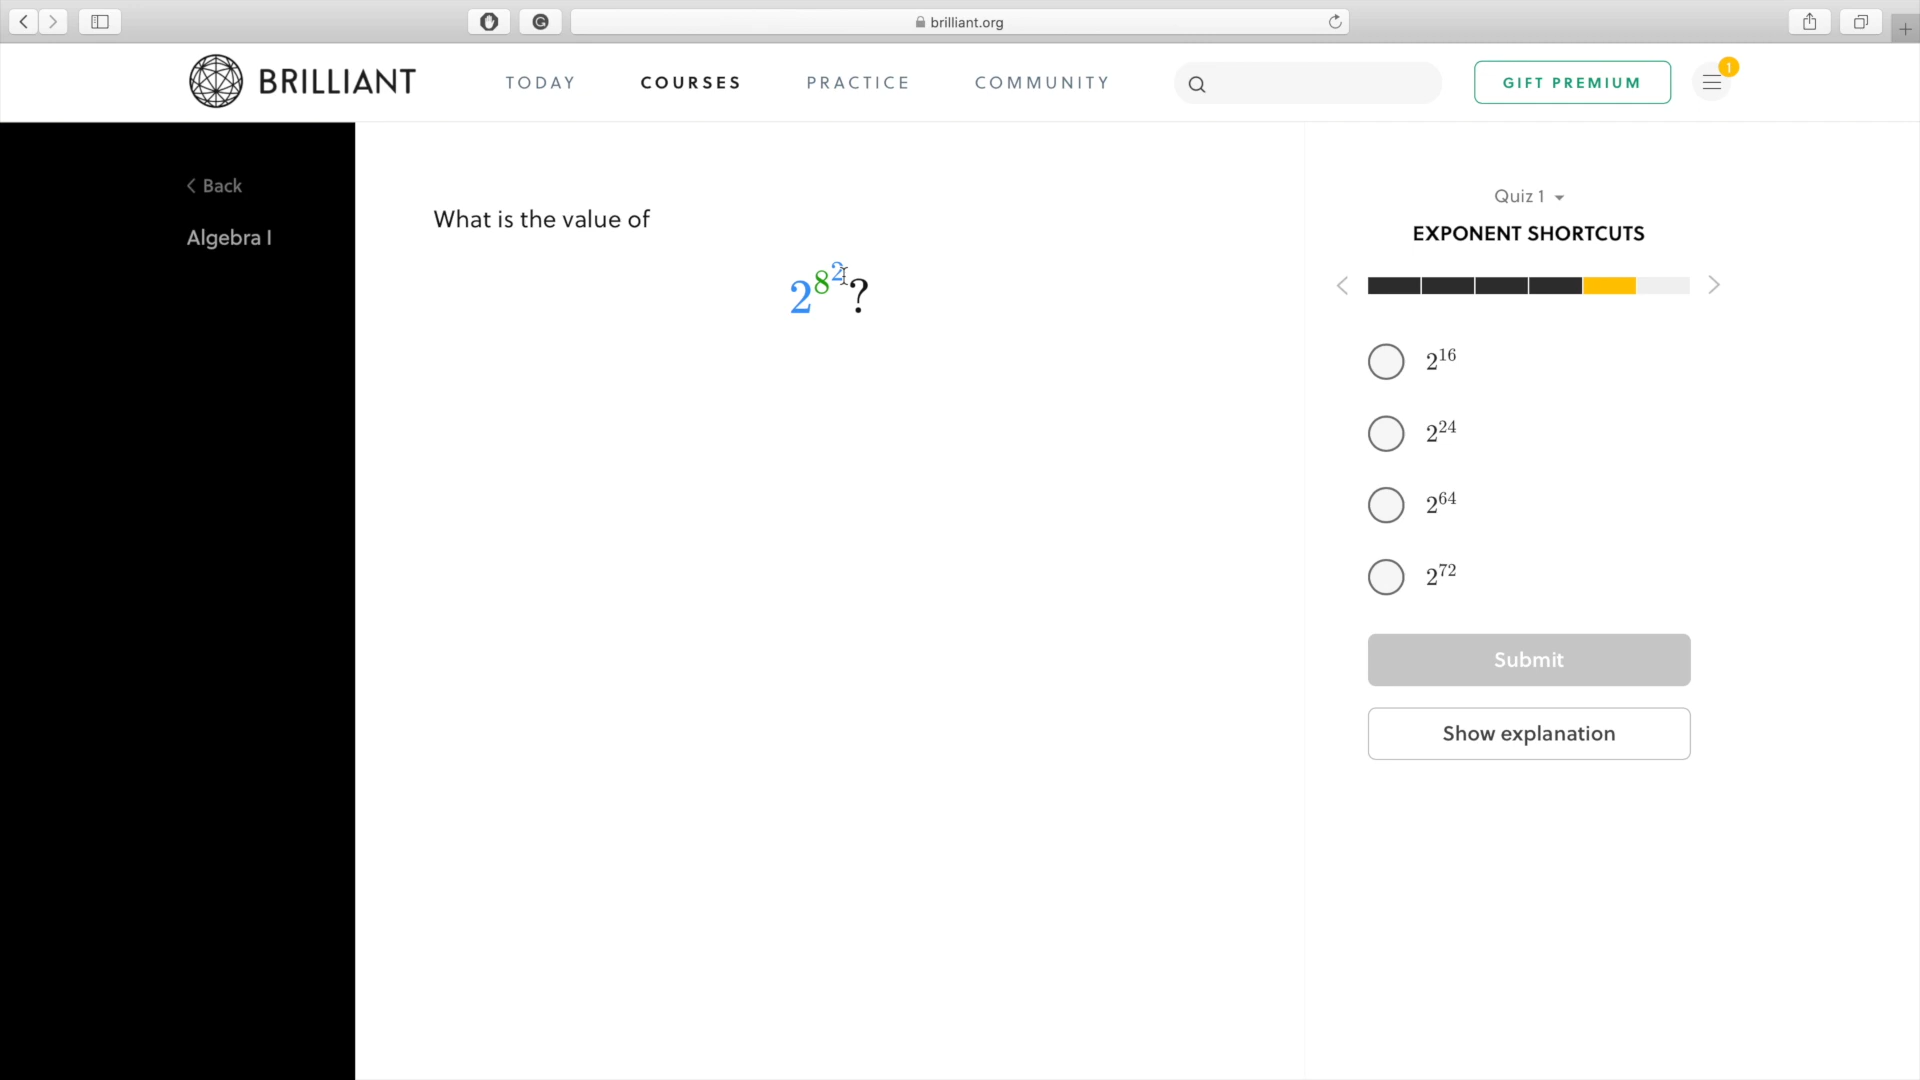 brilliant.org
BRILLIANT
TODAY
COURSES
PRACTICE
COMMUNITY
GIFT PREMIUM
1
Back
Algebra I
What is the value of
2^8^2?
Quiz 1
EXPONENT SHORTCUTS
2^16
2^24
2^64
2^72
Submit
Show explanation